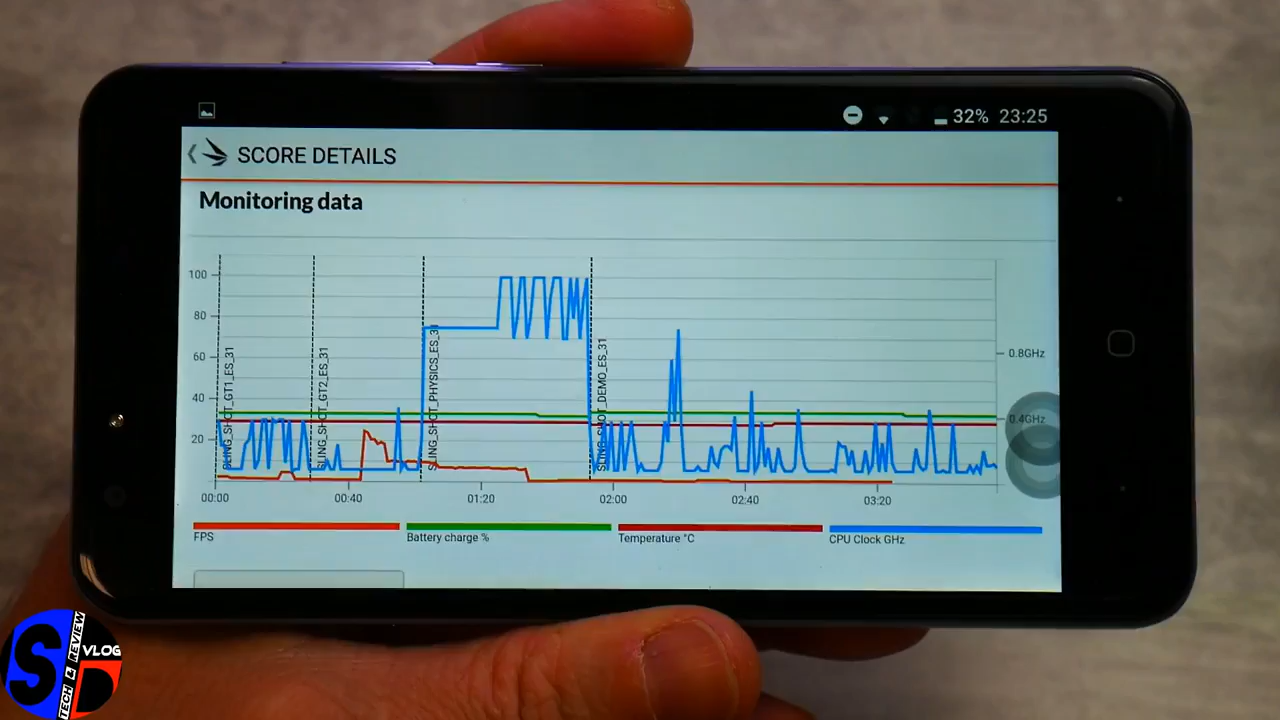 32% 23:25
SCORE DETAILS
Monitoring data
100
80
60
40
20
0.8GHz
0.4GHz
SLING_SHOT_GT1_ES_31
SLING_SHOT_GT2_ES_31
SLING_SHOT_PHYSICS_ES_31
SLING_SHOT_DEMO_ES_31
00:00 00:40 01:20 02:00 02:40 03:20
FPS Battery charge % Temperature °C CPU Clock GHz
SD
TECH & REVIEW
VLOG